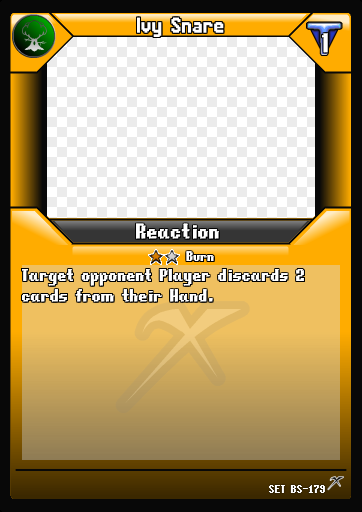 Ivy Snare
1
Reaction
Burn
Target opponent Player discards 2
cards from their Hand.
SET BS-179